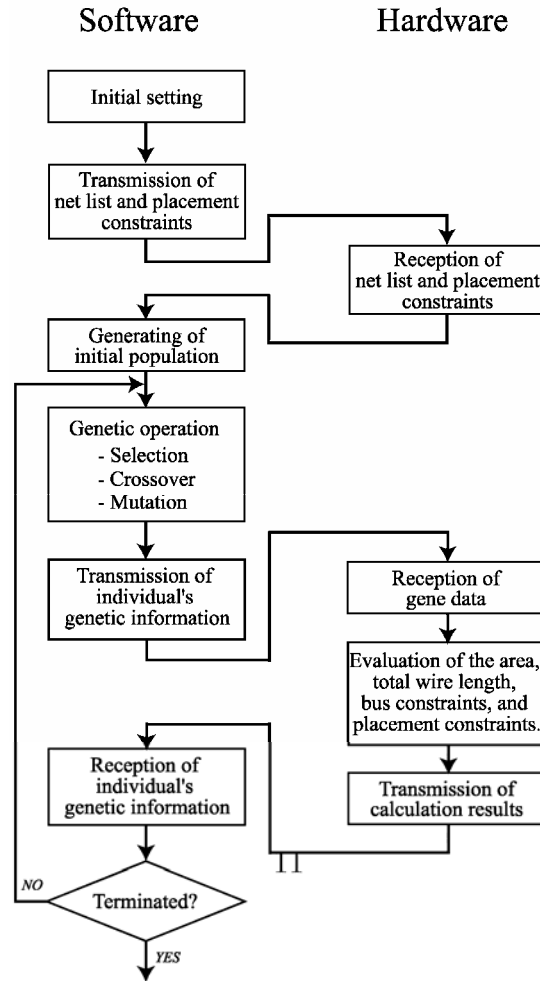 Software
Hardware
Initial setting
Transmission of
net list and placement
constraints
Reception of
net list and placement
constraints
Generating of
initial population
Genetic operation
- Selection
- Crossover
- Mutation
Transmission of
individual's
genetic information
Reception of
gene data
Evaluation of the area,
total wire length,
bus constraints, and
placement constraints.
Transmission of
calculation results
Reception of
individual's
genetic information
Terminated?
NO
YES